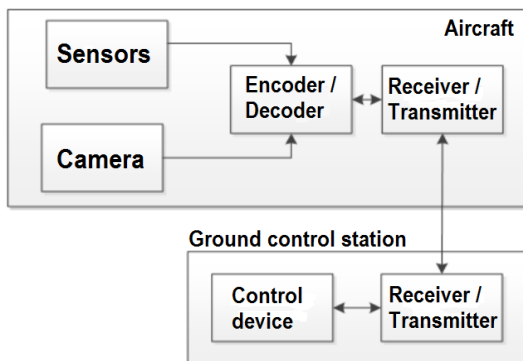 Aircraft
Sensors
Encoder /
Decoder
Receiver /
Transmitter
Camera
Ground control station
Control
device
Receiver /
Transmitter